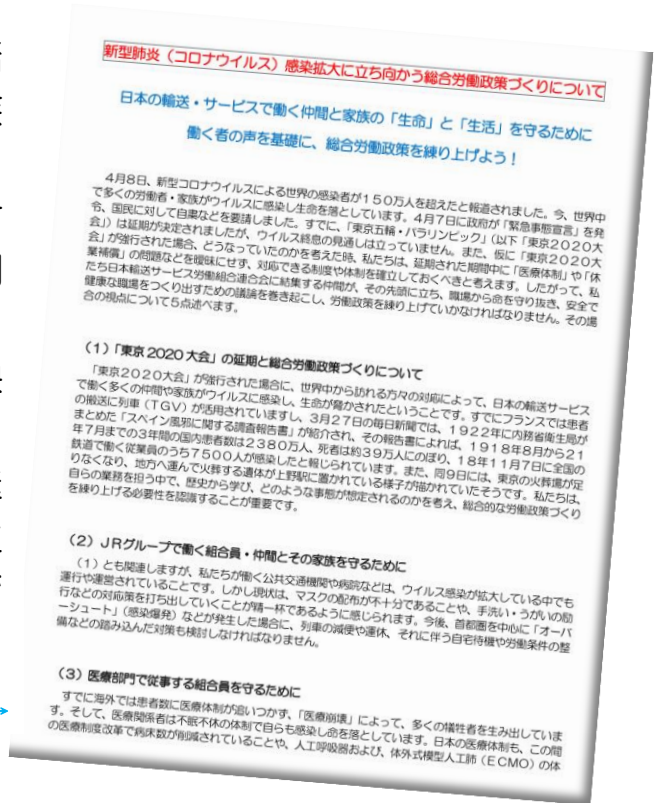 新型肺炎（コロナウイルス）感染拡大に立ち向かう総合労働政策づくりについて
日本の輸送・サービスで働く仲間と家族の「生命」と「生活」を守るために
働く者の声を基礎に、総合労働政策を練り上げよう！
4月8日、新型コロナウイルスによる世界の感染者が150万人を超えたと報道されました。今、世界中
で多くの労働者・家族がウイルスに感染し生命を落としています。4月7日に政府が「緊急事態宣言」を発
令、国民に対して自粛などを要請しました。すでに、「東京五輪・パラリンピック」（以下「東京2020大
会」）は延期が決定されましたが、ウイルス終息の見通しは立っていません。また、仮に「東京2020大
会」が強行された場合、どうなっていたのかを考えた時、私たちは、延期された期間中に「医療体制」や「休
業補償」の問題などを曖昧にせず、対応できる制度や体制を確立しておくべきと考えます。したがって、私
たち日本輸送サービス労働組合連合会に結集する仲間が、その先頭に立ち、職場から命を守り抜き、安全で
健康な職場をつくり出すための議論を巻き起こし、労働政策を練り上げていかなければなりません。その場
合の視点について5点述べます。
（1）「東京2020大会」の延期と総合労働政策づくりについて
「東京2020大会」が強行された場合に、世界中から訪れる方々の対応によって、日本の輸送サービス
で働く多くの仲間や家族がウイルスに感染し、生命が脅かされたということです。すでにフランスでは患者
の搬送に列車（TGV）が活用されていますし、3月27日の毎日新聞では、1922年に内務省衛生局が
まとめた「スペイン風邪に関する調査報告書」が紹介され、その報告書によれば、1918年8月から21
年7月までの3年間の国内患者数は2380万人、死者は約39万人にのぼり、18年11月7日に全国の
鉄道で働く従業員のうち7500人が感染したと報じられています。また、同9日には、東京の火葬場が足
りなくなり、地方へ運んで火葬する遺体が上野駅に置かれている様子が描かれていたそうです。私たちは、
自らの業務を担う中で、歴史から学び、どのような事態が想定されるのかを考え、総合的な労働政策づくり
を練り上げる必要性を認識することが重要です。
（2）JRグループで働く組合員・仲間とその家族を守るために
（1）とも関連しますが、私たちが働く公共交通機関や病院などは、ウイルス感染が拡大している中でも
運行や運営されていることです。しかし現状は、マスクの配布が不十分であることや、手洗い・うがいの励
行などの対応策を打ち出していくことが精一杯であるように感じられます。今後、首都圏を中心に「オーバ
ーシュート」（感染爆発）などが発生した場合に、列車の減便や運休、それに伴う自宅待機や労働条件の整
備などの踏み込んだ対策も検討しなければなりません。
（3）医療部門で従事する組合員を守るために
すでに海外では患者数に医療体制が追いつかず、「医療崩壊」によって、多くの犠牲者を生み出していま
す。そして、医療関係者は不眠不休の体制で自らも感染し命を落としています。日本の医療体制も、この間
の医療制度改革で病床数が削減されていることや、人工呼吸器および、体外式模型人工肺（ECMO）の体